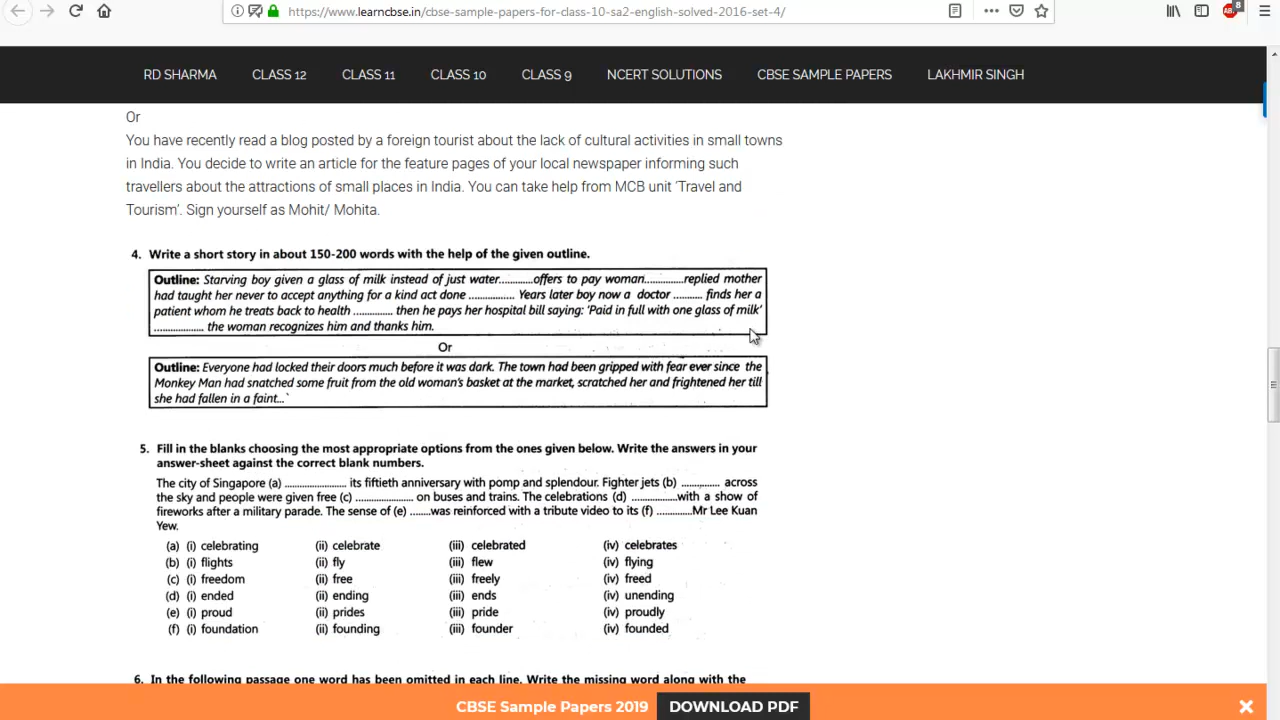 https://www.learncbse.in/cbse-sample-papers-for-class-10-sa2-english-solved-2016-set-4/
8
RD SHARMA CLASS 12 CLASS 11 CLASS 10 CLASS 9 NCERT SOLUTIONS CBSE SAMPLE PAPERS LAKHMIR SINGH
Or
You have recently read a blog posted by a foreign tourist about the lack of cultural activities in small towns
in India. You decide to write an article for the feature pages of your local newspaper informing such
travellers about the attractions of small places in India. You can take help from MCB unit 'Travel and
Tourism'. Sign yourself as Mohit/ Mohita.
4. Write a short story in about 150-200 words with the help of the given outline.
Outline: Starving boy given a glass of milk instead of just water............offers to pay woman.............replied mother
had taught her never to accept anything for a kind act done ............... Years later boy now a doctor .......... finds her a
patient whom he treats back to health ............. then he pays her hospital bill saying: 'Paid in full with one glass of milk'
................ the woman recognizes him and thanks him.
Or
Outline: Everyone had locked their doors much before it was dark. The town had been gripped with fear ever since the
Monkey Man had snatched some fruit from the old woman's basket at the market, scratched her and frightened her till
she had fallen in a faint...
5. Fill in the blanks choosing the most appropriate options from the ones given below. Write the answers in your
answer-sheet against the correct blank numbers.
The city of Singapore (a) ...................... its fiftieth anniversary with pomp and splendour. Fighter jets (b) ............. across
the sky and people were given free (c) .................... on buses and trains. The celebrations (d) ................with a show of
fireworks after a military parade. The sense of (e) ........was reinforced with a tribute video to its (f) .............Mr Lee Kuan
Yew.
(a) (i) celebrating (ii) celebrate (iii) celebrated (iv) celebrates
(b) (i) flights (ii) fly (iii) flew (iv) flying
(c) (i) freedom (ii) free (iii) freely (iv) freed
(d) (i) ended (ii) ending (iii) ends (iv) unending
(e) (i) proud (ii) prides (iii) pride (iv) proudly
(f) (i) foundation (ii) founding (iii) founder (iv) founded
6. In the following passage one word has been omitted in each line. Write the missing word along with the
CBSE Sample Papers 2019 DOWNLOAD PDF